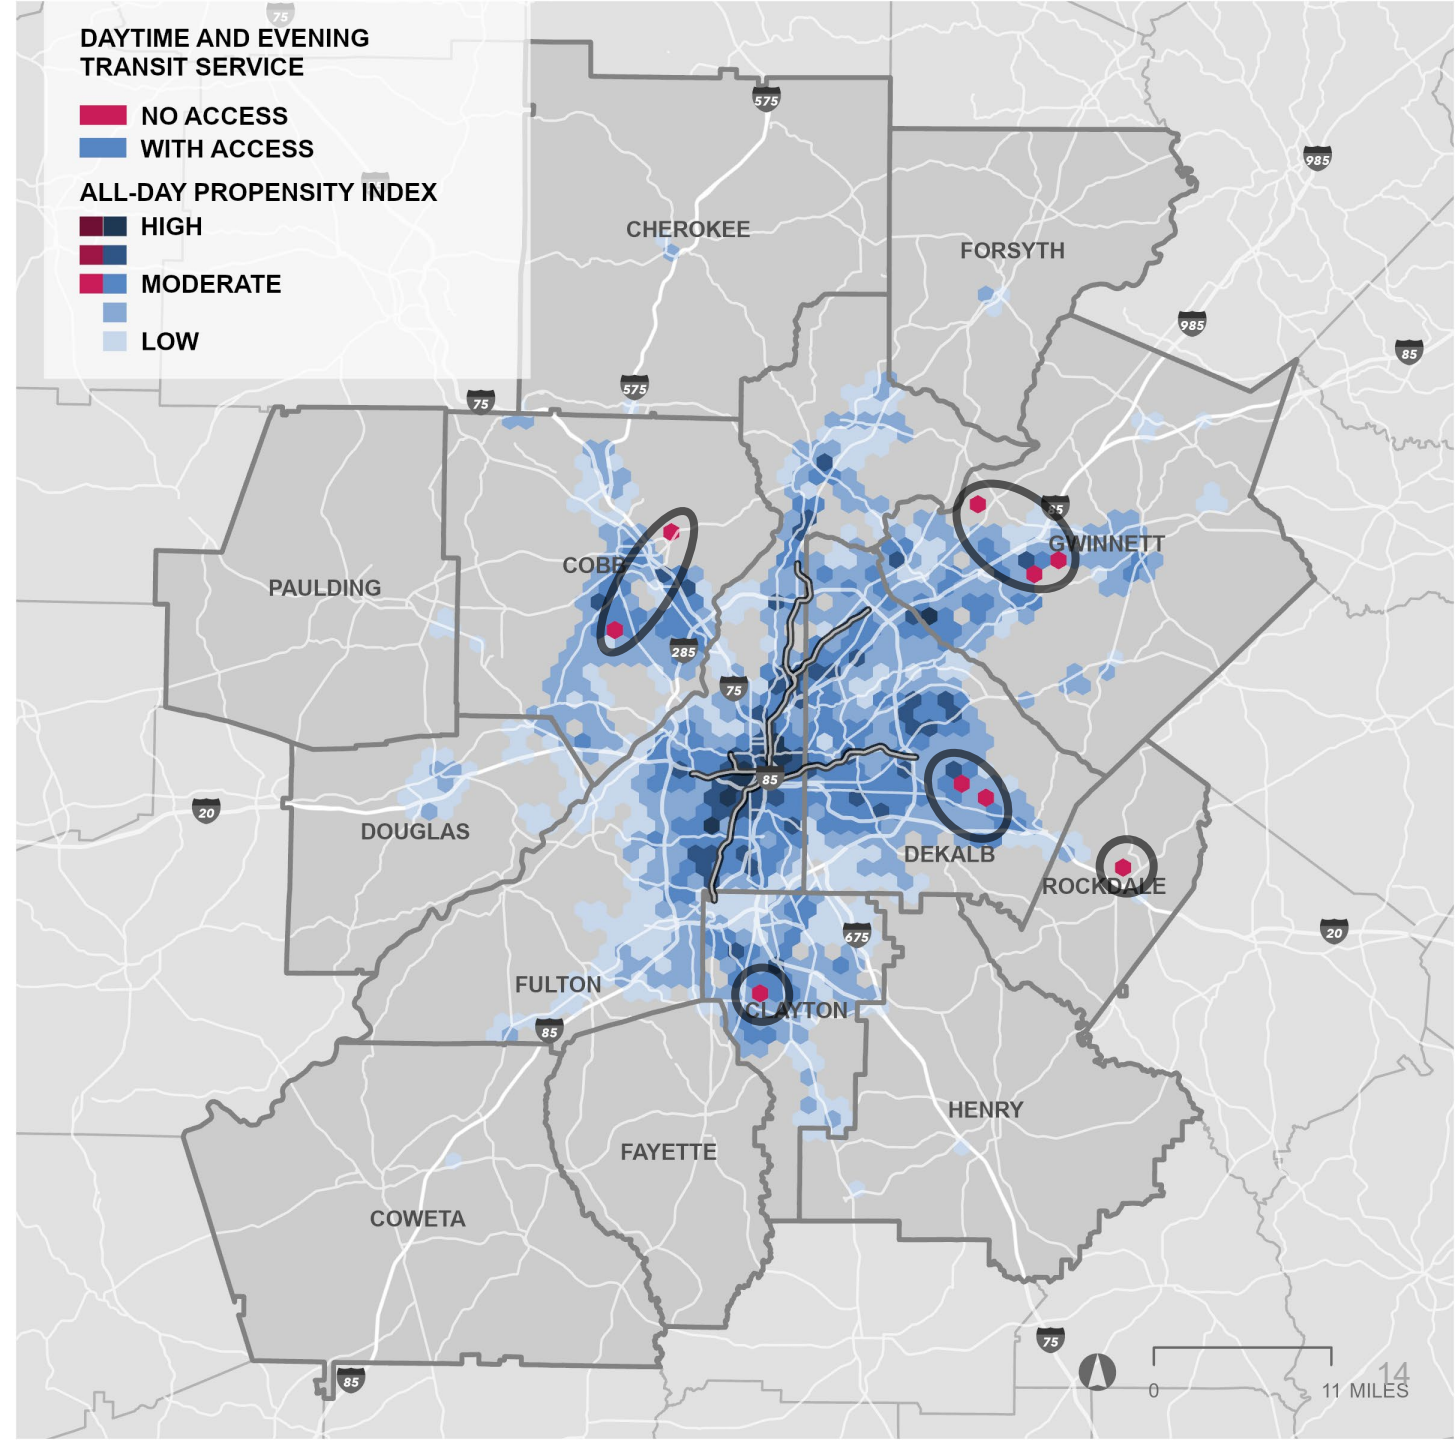 75
DAYTIME AND EVENING
TRANSIT SERVICE
NO ACCESS
WITH ACCESS
ALL-DAY PROPENSITY INDEX
HIGH
MODERATE
LOW
575
985
CHEROKEE
FORSYTH
985
85
575
75
85
GWINNETT
COBB
PAULDING
285
75
85
20
DOUGLAS
DEKALB
ROCKDALE
20
675
FULTON
CLAYTON
85
HENRY
FAYETTE
COWETA
75
85
14
0
11 MILES